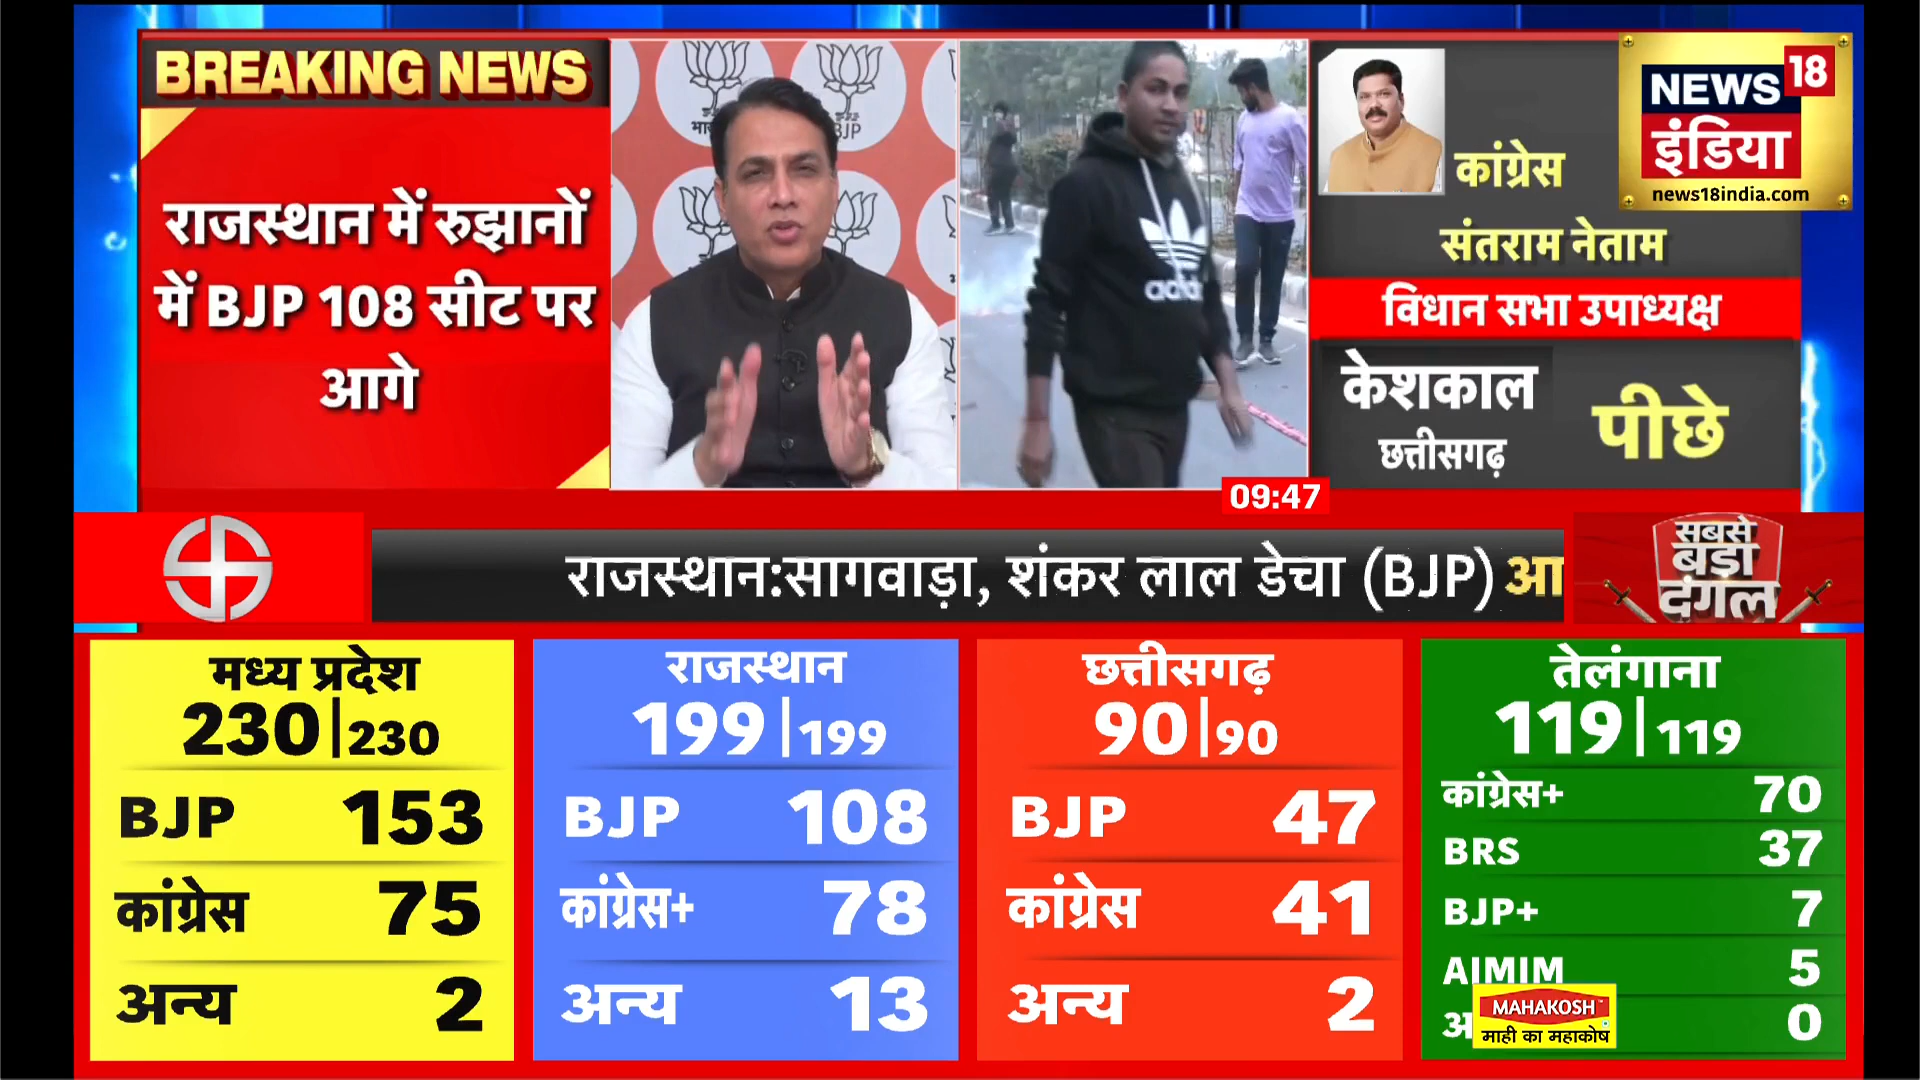 BREAKING NEWS
राजस्थान में रुझानों
में BJP 108 सीट पर
आगे
BJP
adidas
कांग्रेस
संतराम नेताम
विधान सभा उपाध्यक्ष
केशकाल
छत्तीसगढ़
पीछे
NEWS 18
इंडिया
news18india.com
09:47
राजस्थान:सागवाड़ा, शंकर लाल डेचा (BJP) आ
सबसे
बड़ा
दंगल
मध्य प्रदेश
230|230
BJP 153
कांग्रेस 75
अन्य 2
राजस्थान
199|199
BJP 108
कांग्रेस+ 78
अन्य 13
छत्तीसगढ़
90|90
BJP 47
कांग्रेस 41
अन्य 2
तेलंगाना
119|119
कांग्रेस+ 70
BRS 37
BJP+ 7
AIMIM 5
अ 0
MAHAKOSH
माही का महाकोष